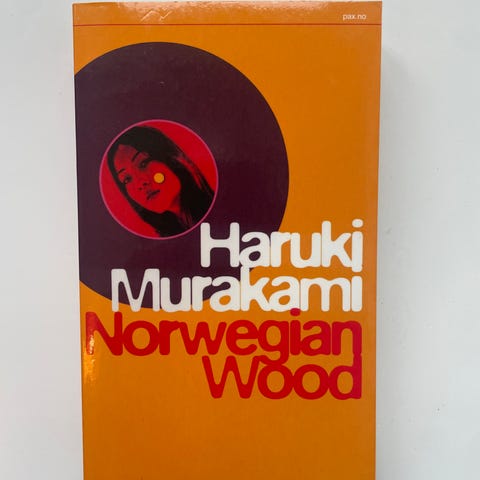 pax.no
Haruki
Murakami
Norwegian
Wood